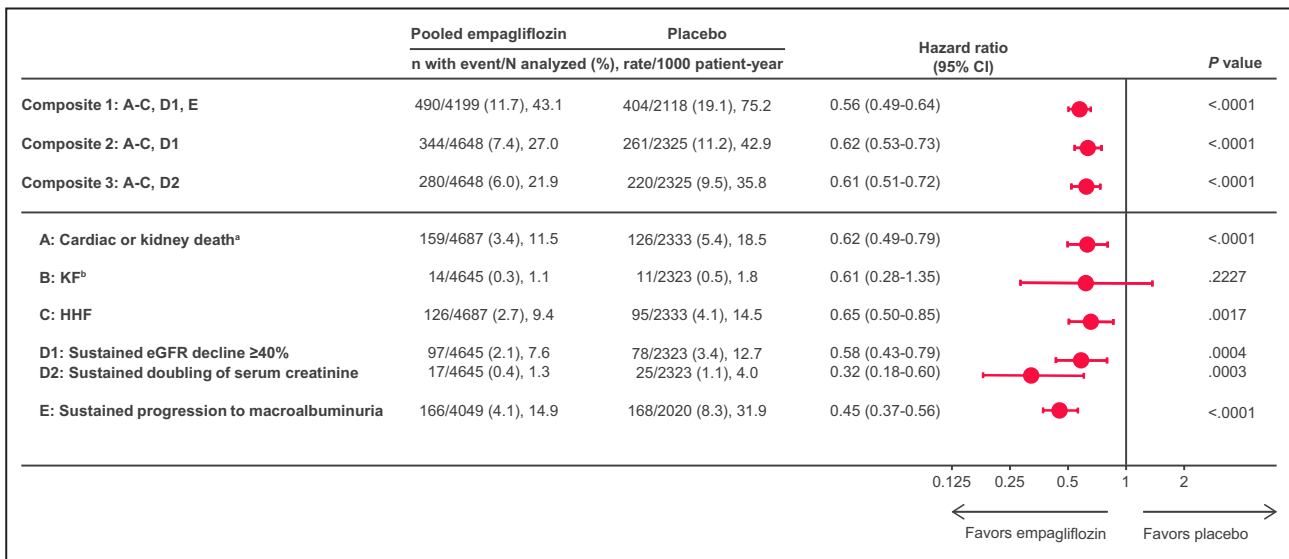 Pooled empagliflozin Placebo Hazard ratio
n with event/N analyzed (%), rate/1000 patient-year (95% CI) P value
Composite 1: A-C, D1, E 490/4199 (11.7), 43.1 404/2118 (19.1), 75.2 0.56 (0.49-0.64) <.0001
Composite 2: A-C, D1 344/4648 (7.4), 27.0 261/2325 (11.2), 42.9 0.62 (0.53-0.73) <.0001
Composite 3: A-C, D2 280/4648 (6.0), 21.9 220/2325 (9.5), 35.8 0.61 (0.51-0.72) <.0001
A: Cardiac or kidney deathᵃ 159/4687 (3.4), 11.5 126/2333 (5.4), 18.5 0.62 (0.49-0.79) <.0001
B: KFᵇ 14/4645 (0.3), 1.1 11/2323 (0.5), 1.8 0.61 (0.28-1.35) .2227
C: HHF 126/4687 (2.7), 9.4 95/2333 (4.1), 14.5 0.65 (0.50-0.85) .0017
D1: Sustained eGFR decline ≥40% 97/4645 (2.1), 7.6 78/2323 (3.4), 12.7 0.58 (0.43-0.79) .0004
D2: Sustained doubling of serum creatinine 17/4645 (0.4), 1.3 25/2323 (1.1), 4.0 0.32 (0.18-0.60) .0003
E: Sustained progression to macroalbuminuria 166/4049 (4.1), 14.9 168/2020 (8.3), 31.9 0.45 (0.37-0.56) <.0001
0.125 0.25 0.5 1 2
Favors empagliflozin Favors placebo